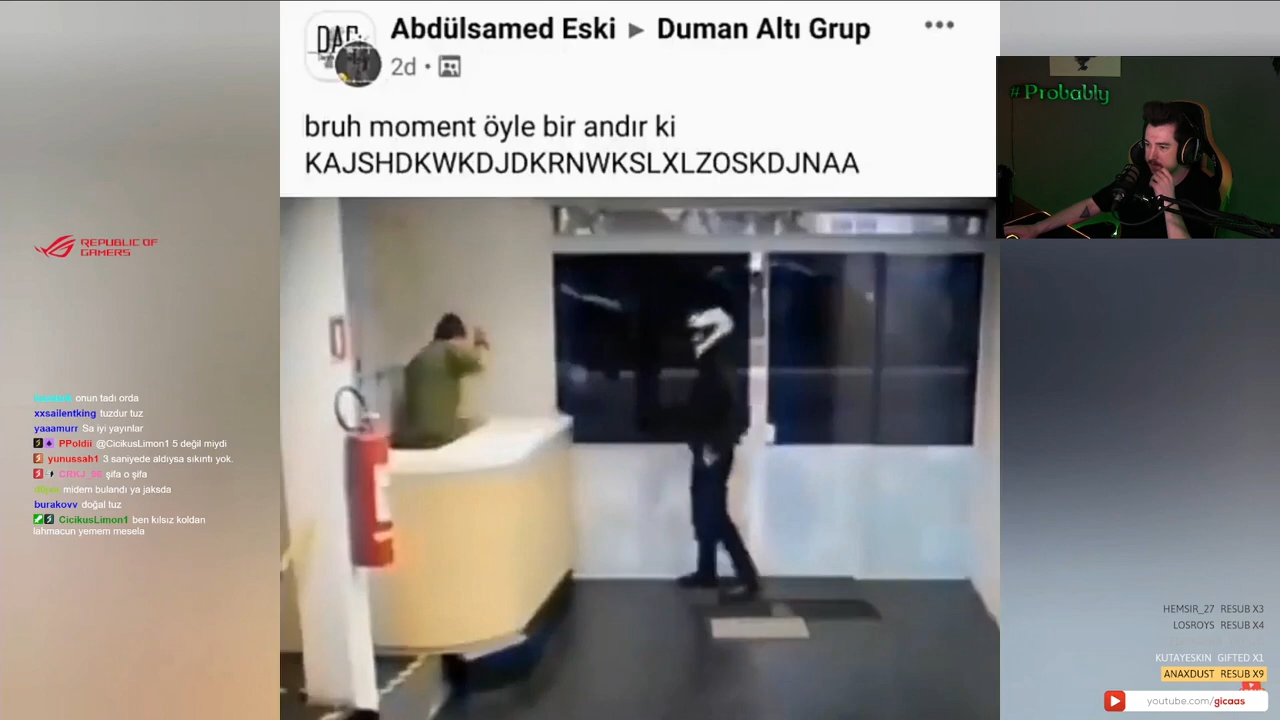 Abdülsamed Eski ▸ Duman Altı Grup
2d •
bruh moment öyle bir andır ki
KAJSHDKWKDJDKRNWKSLXLZOSKDJNAA
#Probably
REPUBLIC OF
GAMERS
onun tadı orda
xxsailentking tuzdur tuz
yaaamurr Sa iyi yayınlar
PPoldii @CicikusLimon1 5 değil miydi
yunussah1 3 saniyede aldıysa sıkıntı yok.
CRKJ_96 şifa o şifa
midem bulandı ya jaksda
burakovv doğal tuz
CicikusLimon1 ben kılsız koldan
lahmacun yemem mesela
HEMSIR_27 RESUB X3
LOSROYS RESUB X4
KUTAYESKIN GIFTED X1
ANAXDUST RESUB X9
youtube.com/gicaas